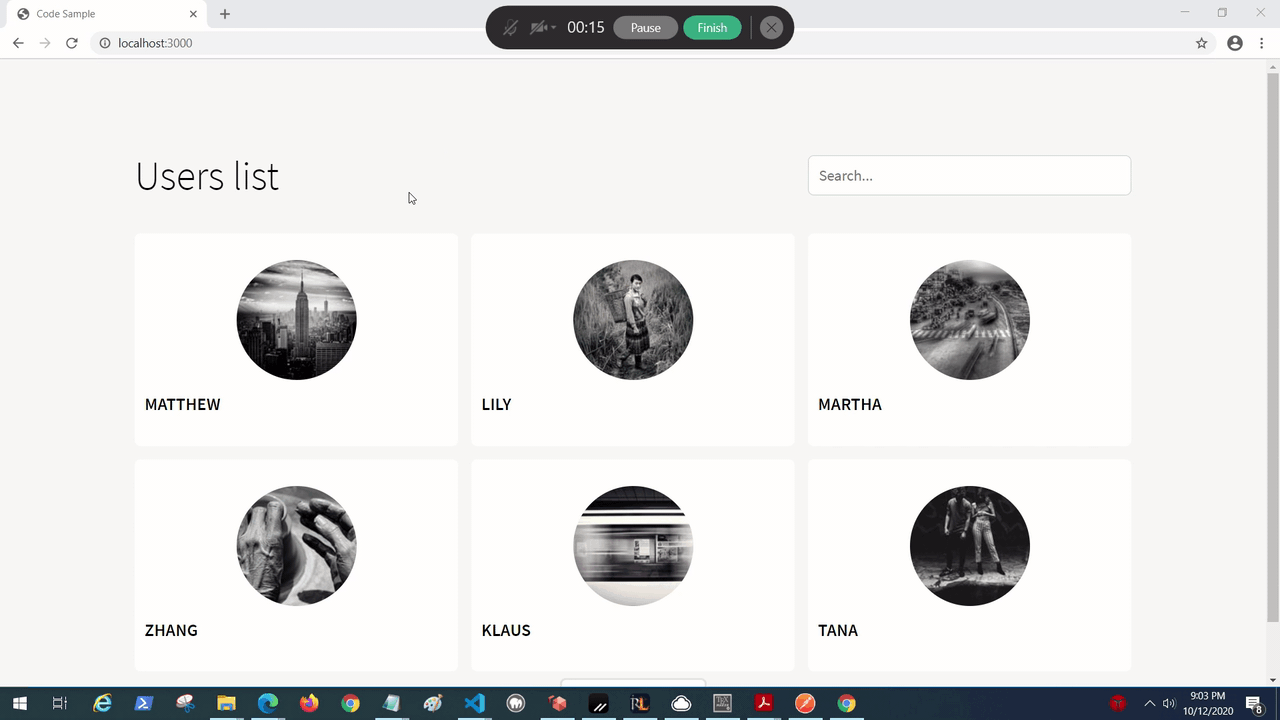 Code Sample
00:15
Pause
Finish
localhost:3000
Users list
Search...
MATTHEW
LILY
MARTHA
ZHANG
KLAUS
TANA
9:03 PM
10/12/2020
8